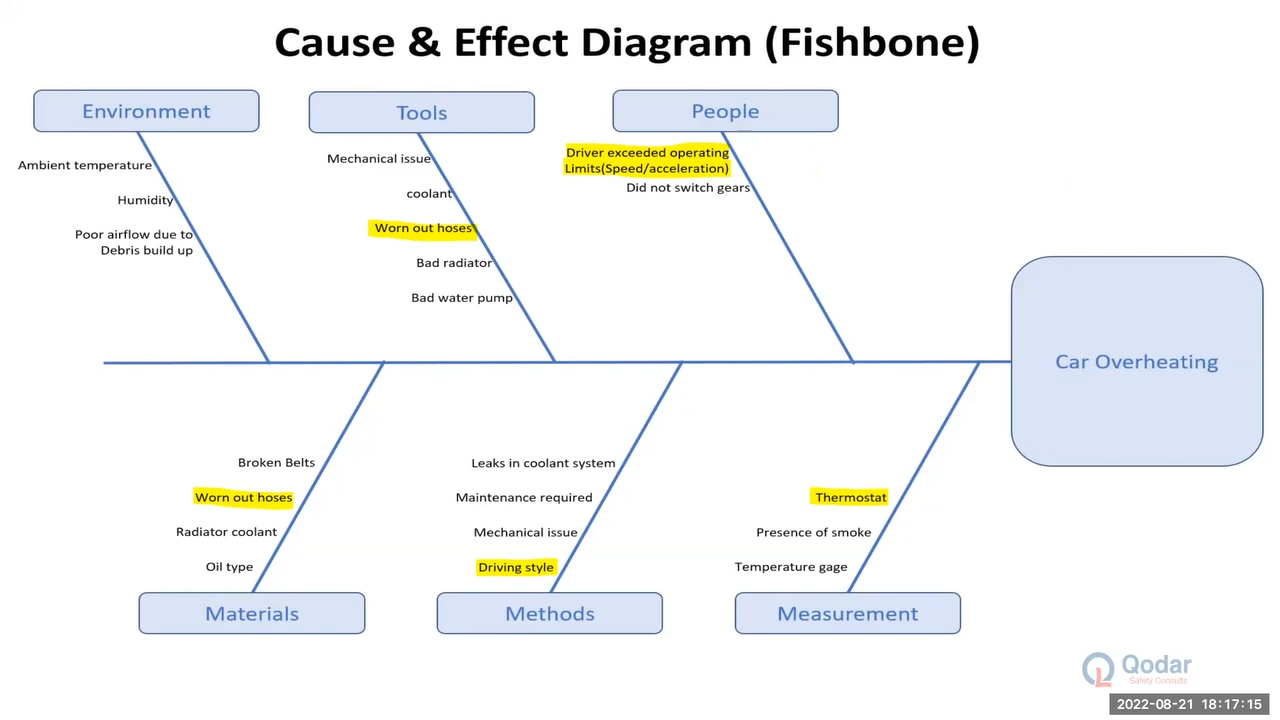 Cause & Effect Diagram (Fishbone)
Environment
Tools
People
Ambient temperature
Humidity
Poor airflow due to
Debris build up
Mechanical issue
coolant
Worn out hoses
Bad radiator
Bad water pump
Driver exceeded operating
Limits(Speed/acceleration)
Did not switch gears
Car Overheating
Broken Belts
Worn out hoses
Radiator coolant
Oil type
Leaks in coolant system
Maintenance required
Mechanical issue
Driving style
Thermostat
Presence of smoke
Temperature gage
Materials
Methods
Measurement
Qodar
Safety Consults
2022-08-21 18:17:15